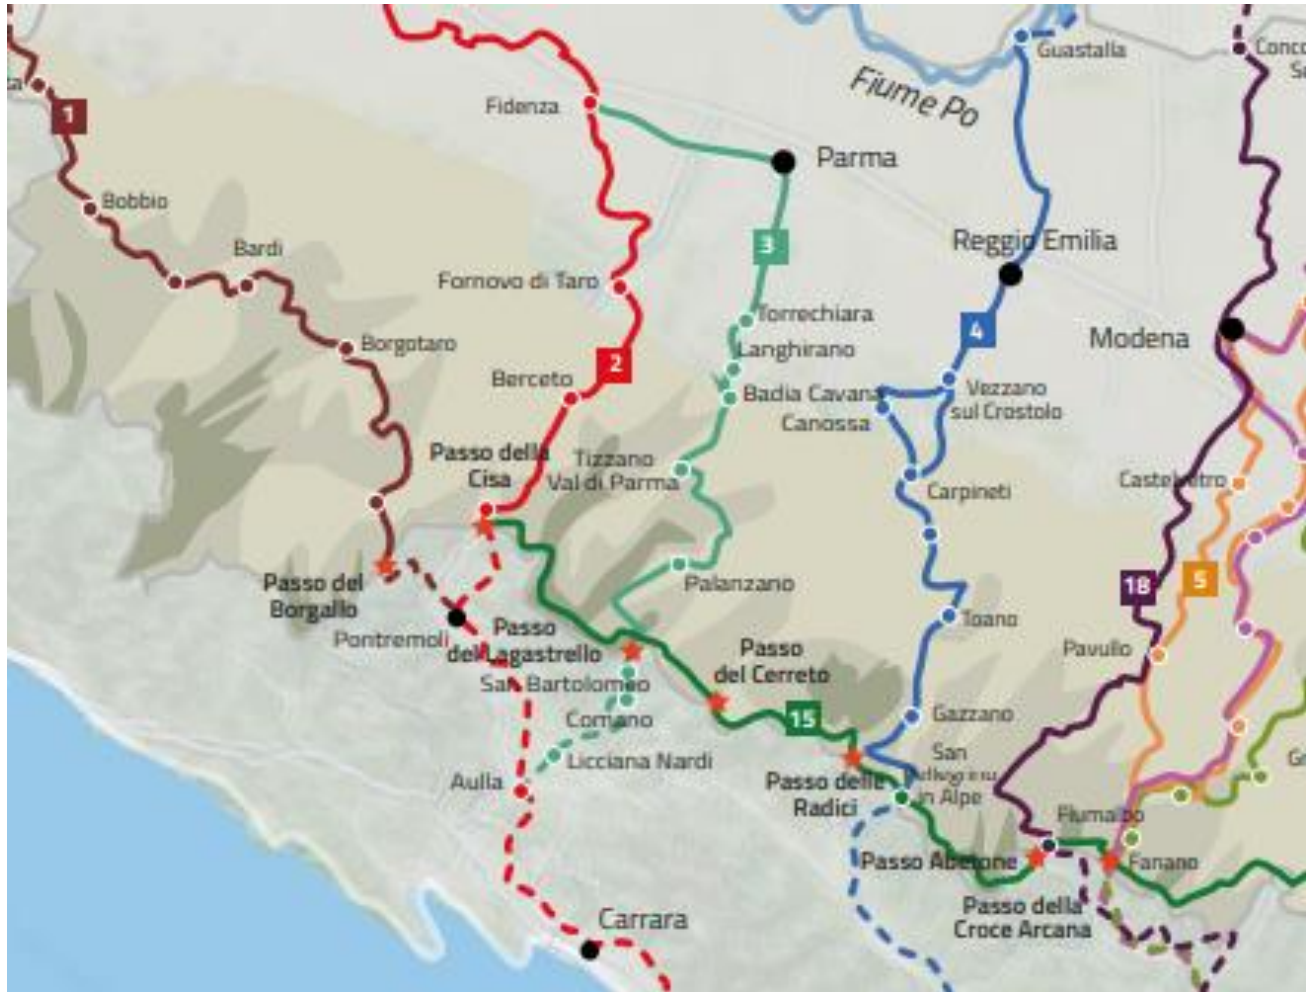 Guastalla
Conco
Se
ta
1
Fidenza
Fiume Po
Parma
Bobbio
Bardi
3
Reggio Emilia
Fornovo di Taro
Torrechiara
4
Modena
Borgotaro
Langhirano
2
Berceto
Badia Cavana
Vezzano
sul Crostolo
Canossa
Passo della
Cisa
Tizzano
Val di Parma
Carpineti
Castelvetro
Passo del
Borgallo
Palanzano
18
5
Pontremoli
Passo
del Lagastrello
Toano
Pavullo
Passo
del Cerreto
San Bartolomeo
Comano
15
Gazzano
Licciana Nardi
Aulla
Passo delle
Radici
San
in Alpe
G
Fiumalbo
Passo Abetone
Fanano
Carrara
Passo della
Croce Arcana